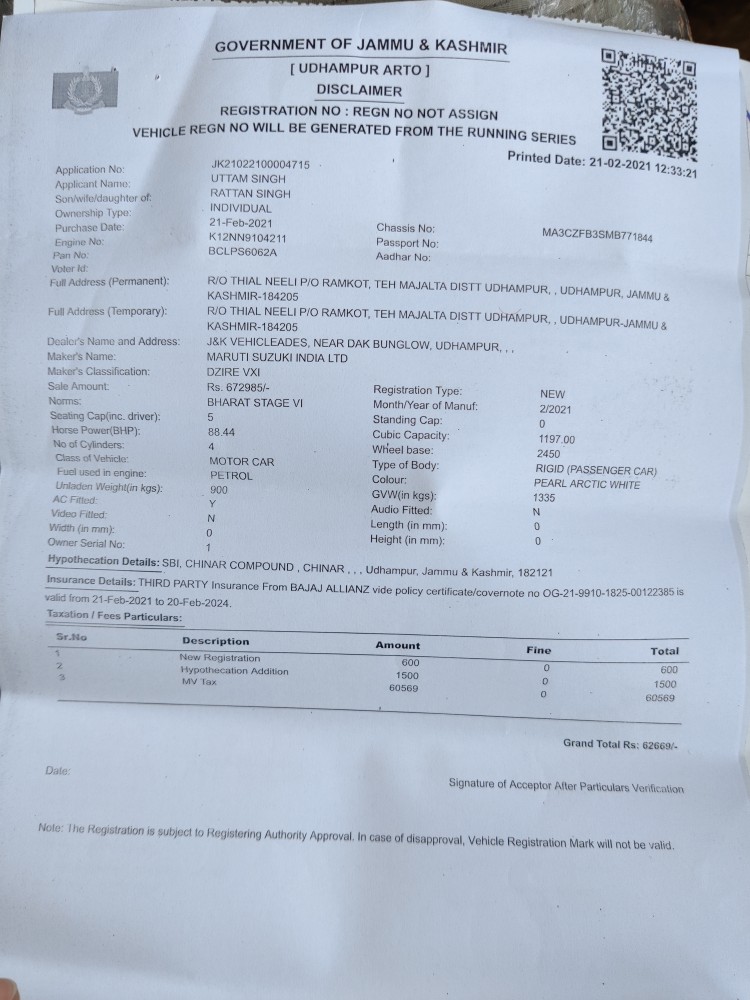 GOVERNMENT OF JAMMU & KASHMIR
[ UDHAMPUR ARTO ]
DISCLAIMER
REGISTRATION NO : REGN NO NOT ASSIGN
VEHICLE REGN NO WILL BE GENERATED FROM THE RUNNING SERIES
Printed Date: 21-02-2021 12:33:21
Application No: JK21022100004715
Applicant Name: UTTAM SINGH
Son/wife/daughter of: RATTAN SINGH
Ownership Type: INDIVIDUAL
Purchase Date: 21-Feb-2021 Chassis No: MA3CZFB3SMB771844
Engine No: K12NN9104211 Passport No:
Pan No: BCLPS6062A Aadhar No:
Voter Id:
Full Address (Permanent): R/O THIAL NEELI P/O RAMKOT, TEH MAJALTA DISTT UDHAMPUR, , UDHAMPUR, JAMMU &
KASHMIR-184205
Full Address (Temporary): R/O THIAL NEELI P/O RAMKOT, TEH MAJALTA DISTT UDHAMPUR, , UDHAMPUR-JAMMU &
KASHMIR-184205
Dealer's Name and Address: J&K VEHICLEADES, NEAR DAK BUNGLOW, UDHAMPUR, , ,
Maker's Name: MARUTI SUZUKI INDIA LTD
Maker's Classification: DZIRE VXI
Sale Amount: Rs. 672985/- Registration Type: NEW
Norms: BHARAT STAGE VI Month/Year of Manuf: 2/2021
Seating Cap(inc. driver): 5 Standing Cap: 0
Horse Power(BHP): 88.44 Cubic Capacity: 1197.00
No of Cylinders: 4 Wheel base: 2450
Class of Vehicle: MOTOR CAR Type of Body: RIGID (PASSENGER CAR)
Fuel used in engine: PETROL Colour: PEARL ARCTIC WHITE
Unladen Weight(in kgs): 900 GVW(in kgs): 1335
AC Fitted: Y Audio Fitted: N
Video Fitted: N Length (in mm): 0
Width (in mm): 0 Height (in mm): 0
Owner Serial No: 1
Hypothecation Details: SBI, CHINAR COMPOUND , CHINAR , , , Udhampur, Jammu & Kashmir, 182121
Insurance Details: THIRD PARTY Insurance From BAJAJ ALLIANZ vide policy certificate/covernote no OG-21-9910-1825-00122385 is
valid from 21-Feb-2021 to 20-Feb-2024.
Taxation / Fees Particulars:
Sr.No Description Amount Fine Total
1 New Registration 600 0 600
2 Hypothecation Addition 1500 0 1500
3 MV Tax 60569 0 60569
Grand Total Rs: 62669/-
Date:
Signature of Acceptor After Particulars Verification
Note: The Registration is subject to Registering Authority Approval. In case of disapproval, Vehicle Registration Mark will not be valid.